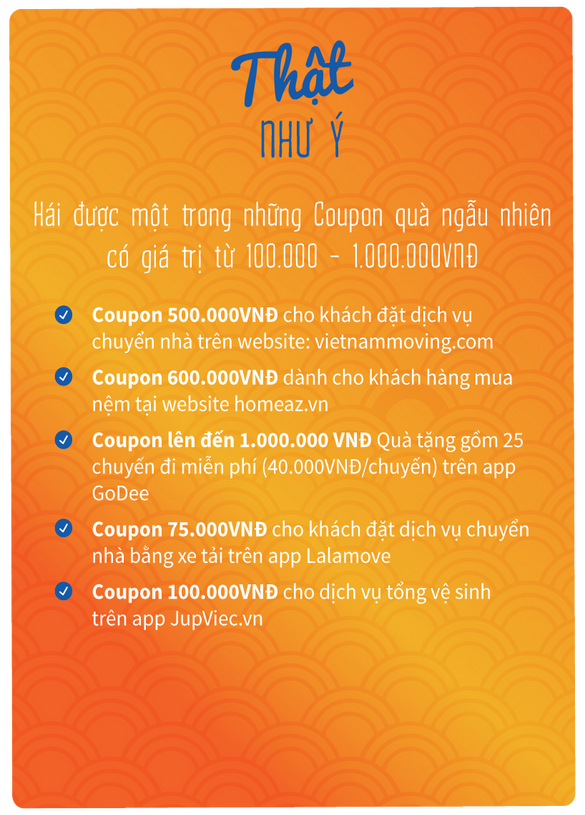 Thật
NHƯ Ý
Hái được một trong những Coupon quà ngẫu nhiên
có giá trị từ 100.000 - 1.000.000VNĐ
Coupon 500.000VNĐ cho khách đặt dịch vụ
chuyển nhà trên website: vietnammoving.com
Coupon 600.000VNĐ dành cho khách hàng mua
nệm tại website homeaz.vn
Coupon lên đến 1.000.000 VNĐ Quà tặng gồm 25
chuyến đi miễn phí (40.000VNĐ/chuyến) trên app
GoDee
Coupon 75.000VNĐ cho khách đặt dịch vụ chuyển
nhà bằng xe tải trên app Lalamove
Coupon 100.000VNĐ cho dịch vụ tổng vệ sinh
trên app JupViec.vn